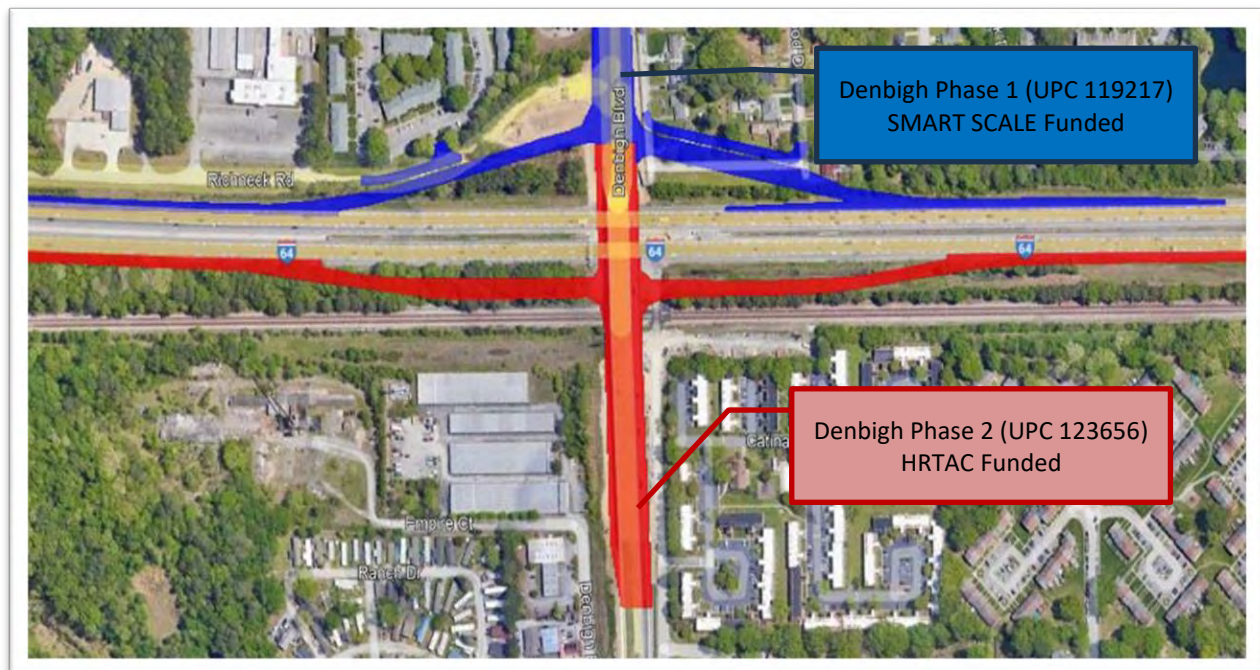 Denbigh Blvd
Denbigh Phase 1 (UPC 119217)
SMART SCALE Funded
Richneck Rd
64
64
64
Denbigh Phase 2 (UPC 123656)
HRTAC Funded
Catina
Empire Ct
Ranch Dr